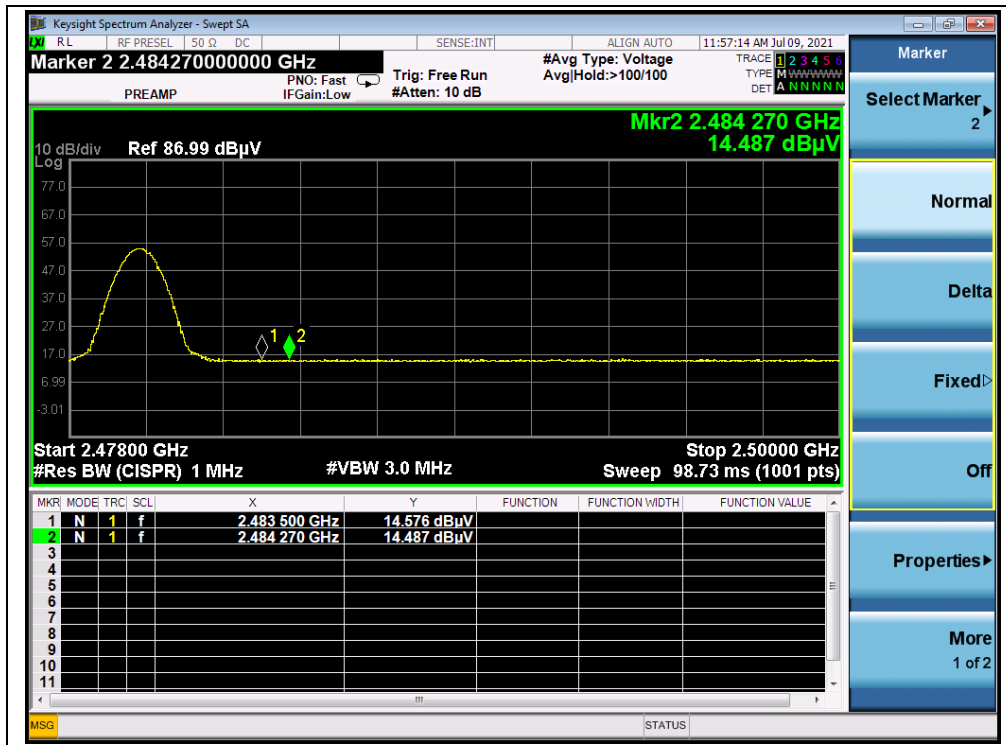 Keysight Spectrum Analyzer - Swept SA
LXI RL RF PRESEL 50 Ω DC SENSE:INT ALIGN AUTO 11:57:14 AM Jul 09, 2021
Marker 2 2.484270000000 GHz
PREAMP
PNO: Fast
IFGain:Low
Trig: Free Run
#Atten: 10 dB
#Avg Type: Voltage
Avg|Hold:>100/100
TRACE 1 2 3 4 5 6
TYPE M WWWWW
DET A N N N N N
Mkr2 2.484 270 GHz
14.487 dBµV
10 dB/div Ref 86.99 dBµV
Log
77.0
67.0
57.0
47.0
37.0
27.0
17.0
6.99
-3.01
1 2
Start 2.47800 GHz Stop 2.50000 GHz
#Res BW (CISPR) 1 MHz #VBW 3.0 MHz Sweep 98.73 ms (1001 pts)
MKR MODE TRC SCL X Y FUNCTION FUNCTION WIDTH FUNCTION VALUE
1 N 1 f 2.483 500 GHz 14.576 dBµV
2 N 1 f 2.484 270 GHz 14.487 dBµV
3
4
5
6
7
8
9
10
11
MSG STATUS
Marker
Select Marker
2
Normal
Delta
Fixed
Off
Properties
More
1 of 2